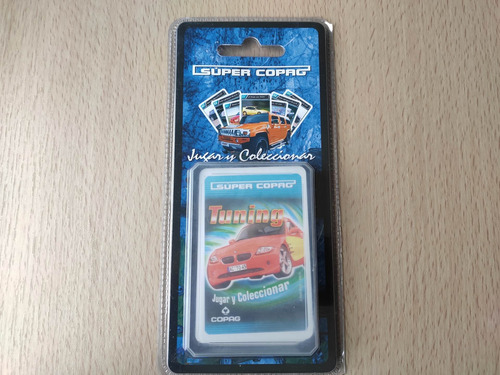 SÚPER COPAG
Jugar y Coleccionar
SÚPER COPAG
Tuning
Jugar y Coleccionar
COPAG